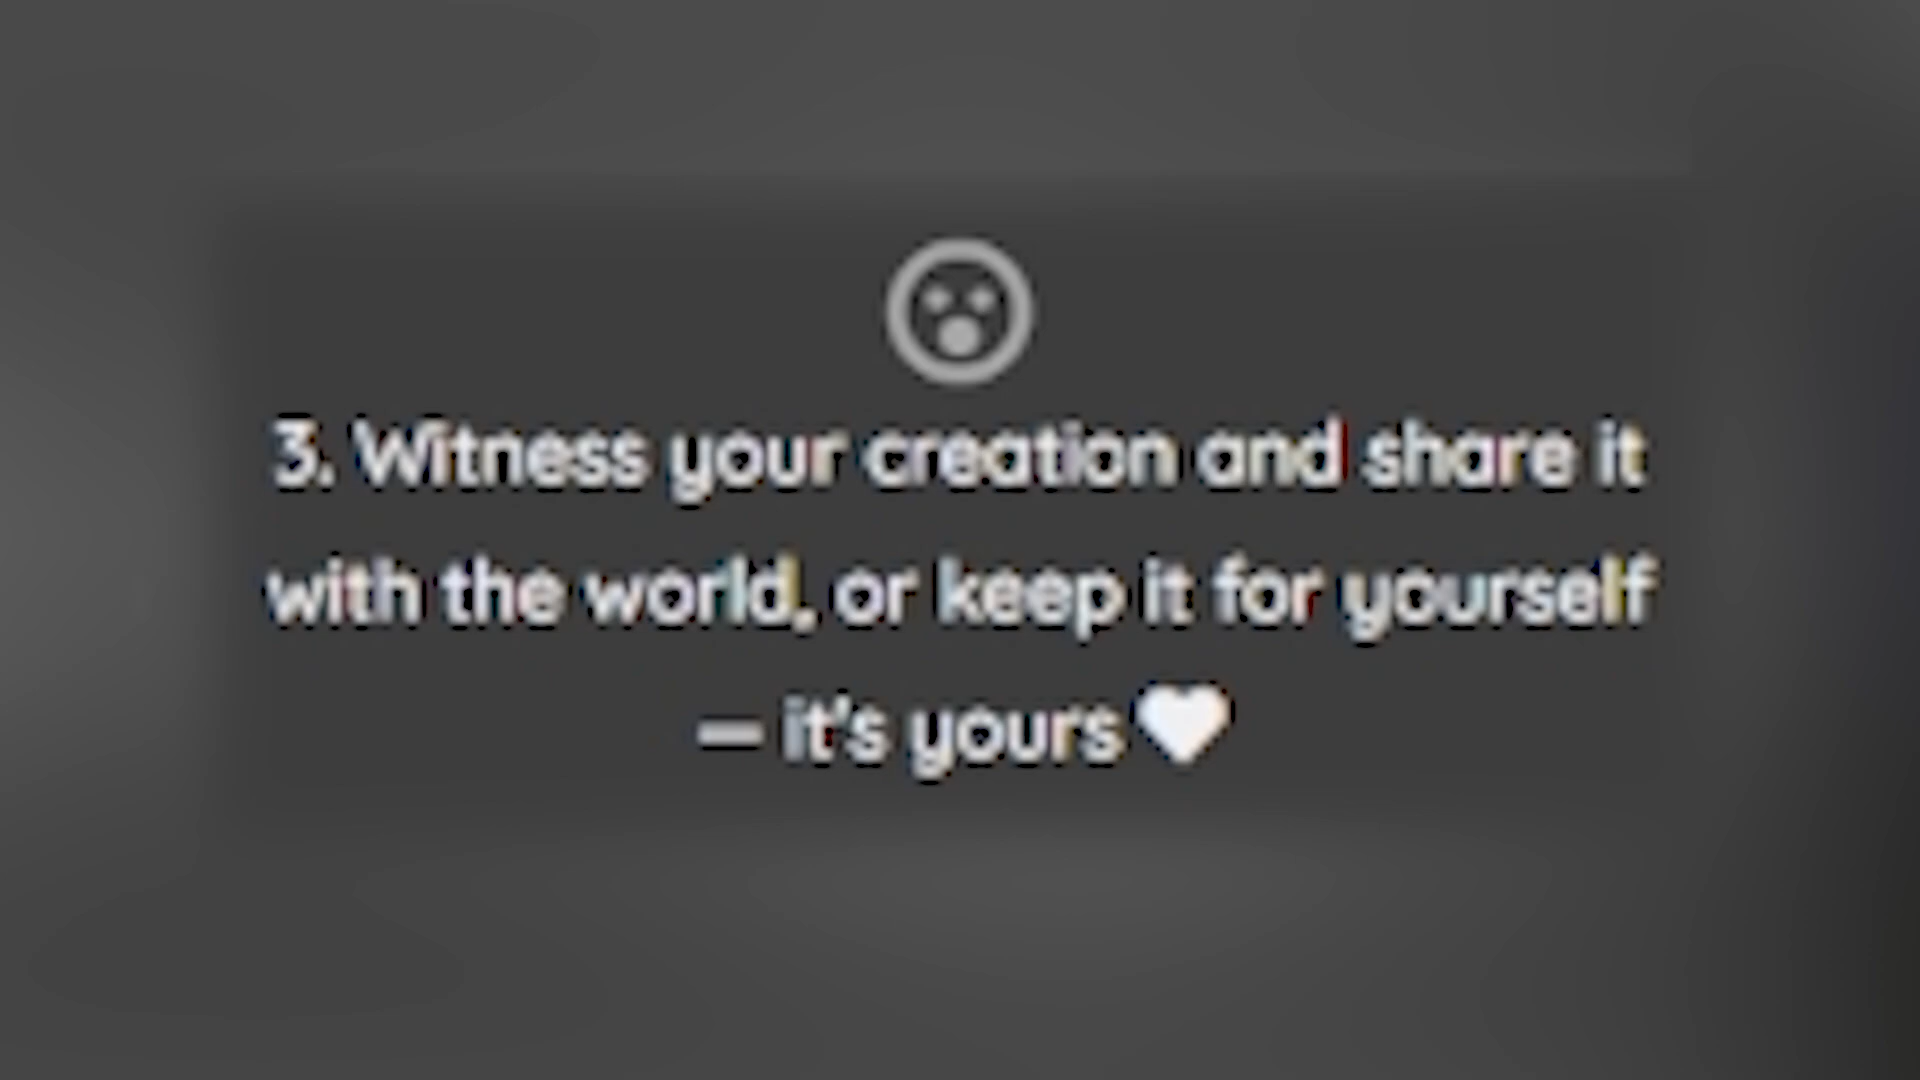 3. Witness your creation and share it
with the world, or keep it for yourself
— it's yours 🤍